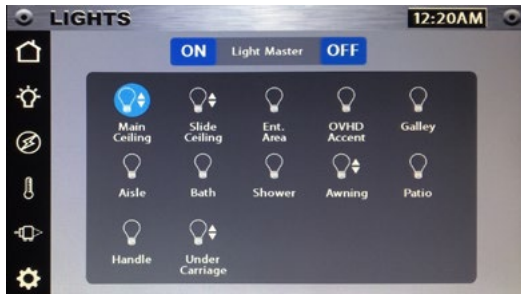 LIGHTS
12:20AM
ON Light Master OFF
Main Ceiling
Slide Ceiling
Ent. Area
OVHD Accent
Galley
Aisle
Bath
Shower
Awning
Patio
Handle
Under Carriage